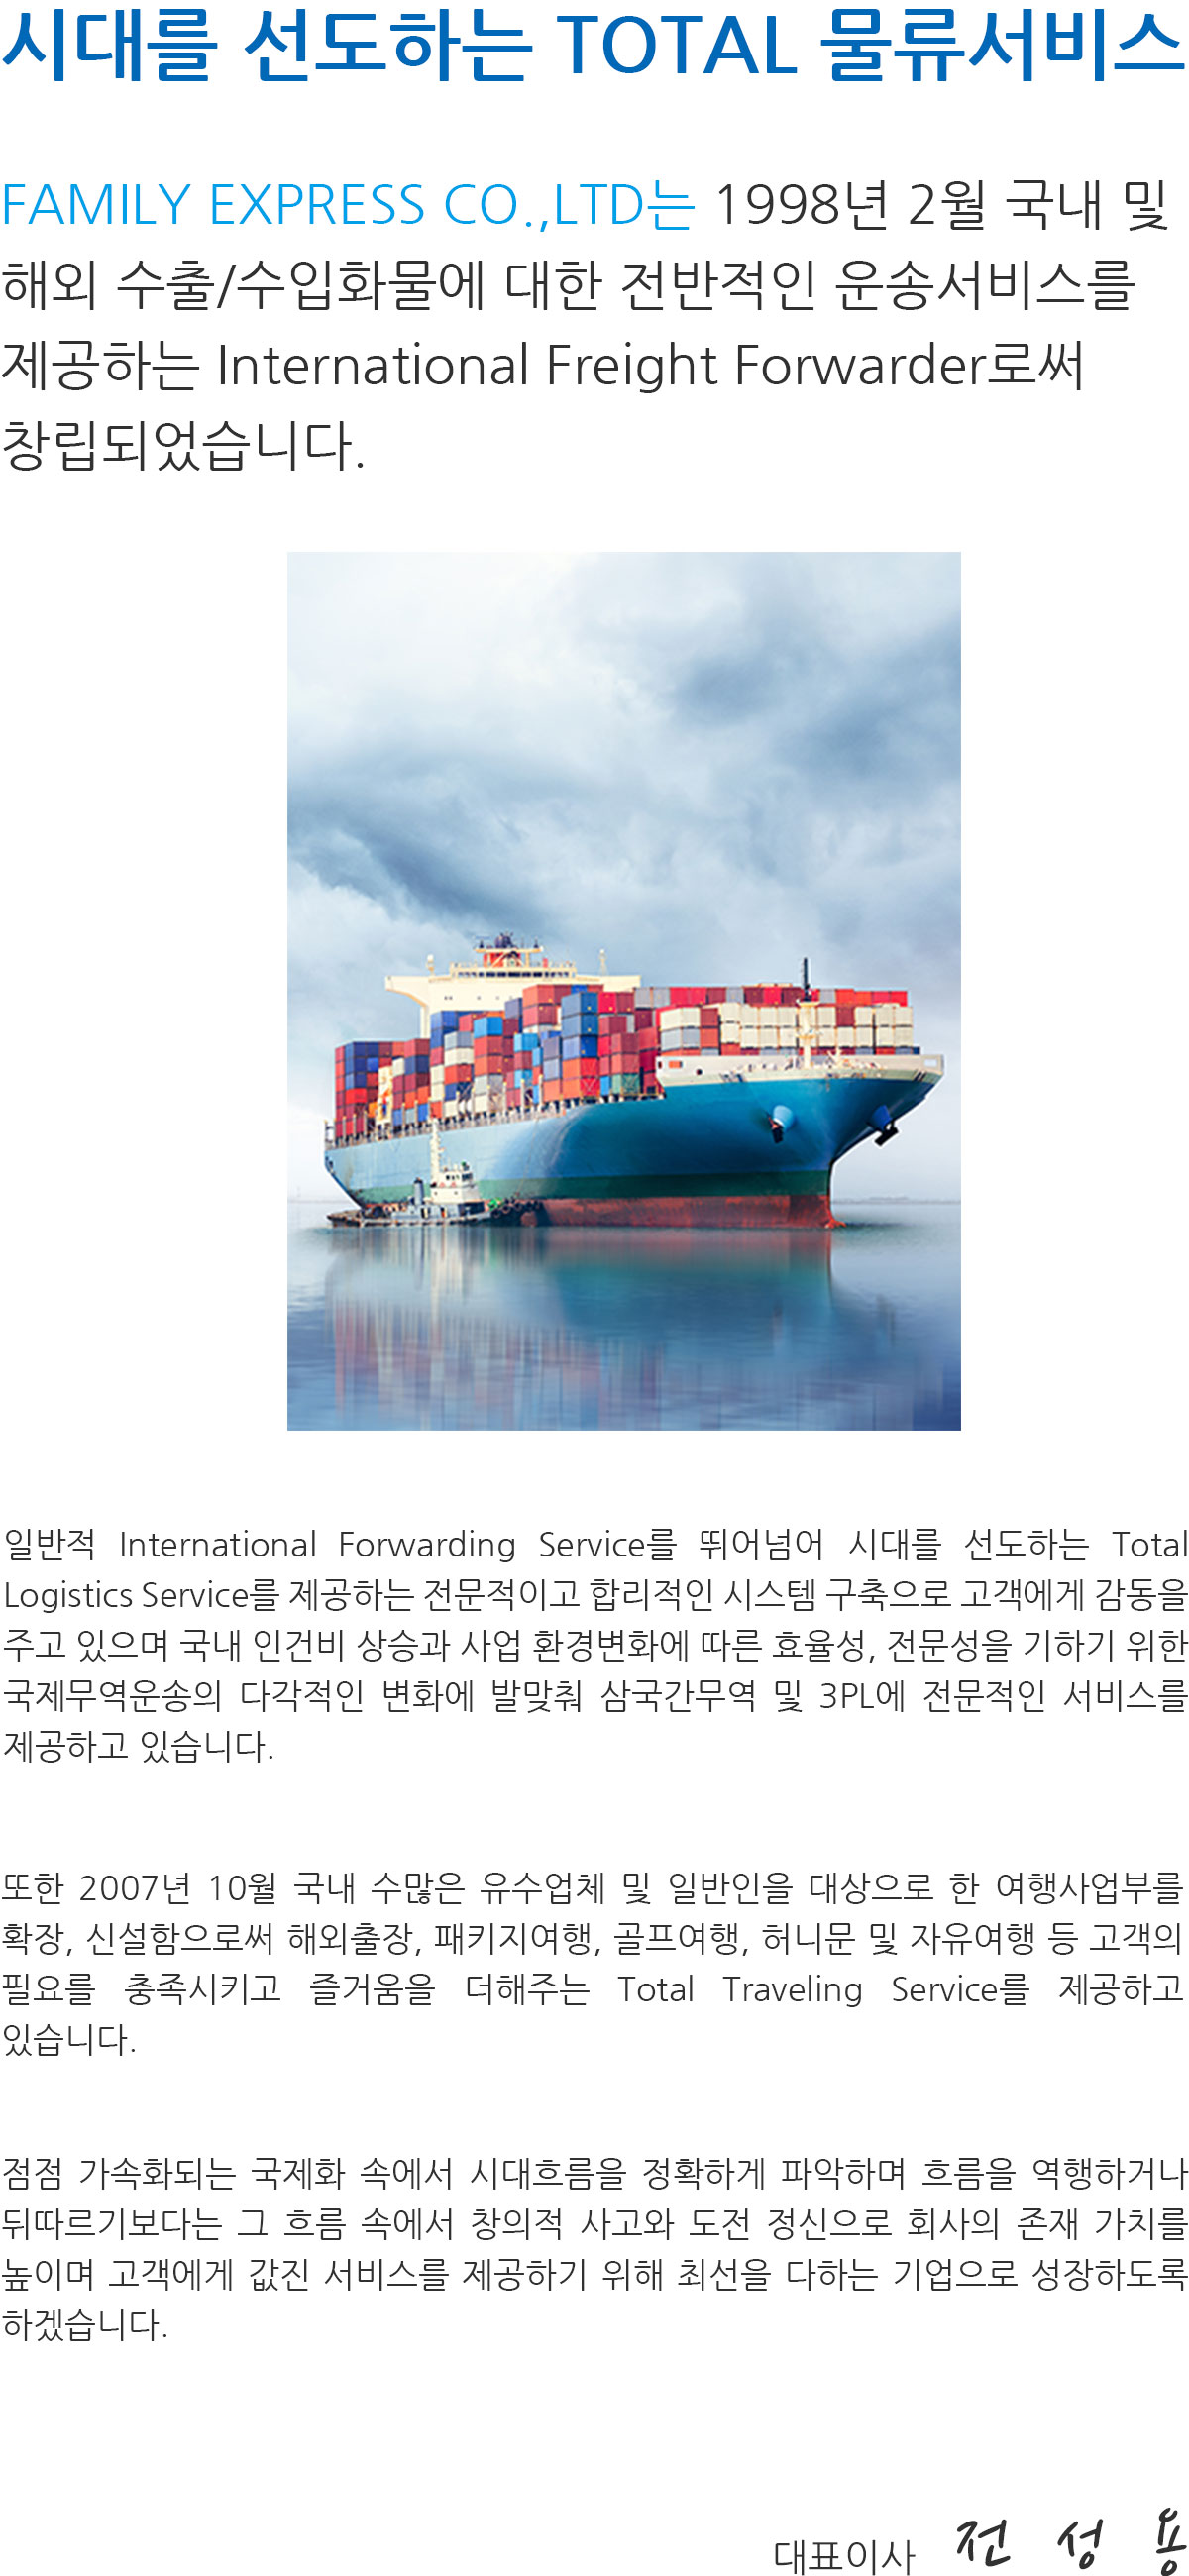 시대를 선도하는 TOTAL 물류서비스
FAMILY EXPRESS CO.,LTD는 1998년 2월 국내 및
해외 수출/수입화물에 대한 전반적인 운송서비스를
제공하는 International Freight Forwarder로써
창립되었습니다.
일반적 International Forwarding Service를 뛰어넘어 시대를 선도하는 Total
Logistics Service를 제공하는 전문적이고 합리적인 시스템 구축으로 고객에게 감동을
주고 있으며 국내 인건비 상승과 사업 환경변화에 따른 효율성, 전문성을 기하기 위한
국제무역운송의 다각적인 변화에 발맞춰 삼국간무역 및 3PL에 전문적인 서비스를
제공하고 있습니다.
또한 2007년 10월 국내 수많은 유수업체 및 일반인을 대상으로 한 여행사업부를
확장, 신설함으로써 해외출장, 패키지여행, 골프여행, 허니문 및 자유여행 등 고객의
필요를 충족시키고 즐거움을 더해주는 Total Traveling Service를 제공하고
있습니다.
점점 가속화되는 국제화 속에서 시대흐름을 정확하게 파악하며 흐름을 역행하거나
뒤따르기보다는 그 흐름 속에서 창의적 사고와 도전 정신으로 회사의 존재 가치를
높이며 고객에게 값진 서비스를 제공하기 위해 최선을 다하는 기업으로 성장하도록
하겠습니다.
대표이사 전 성 용